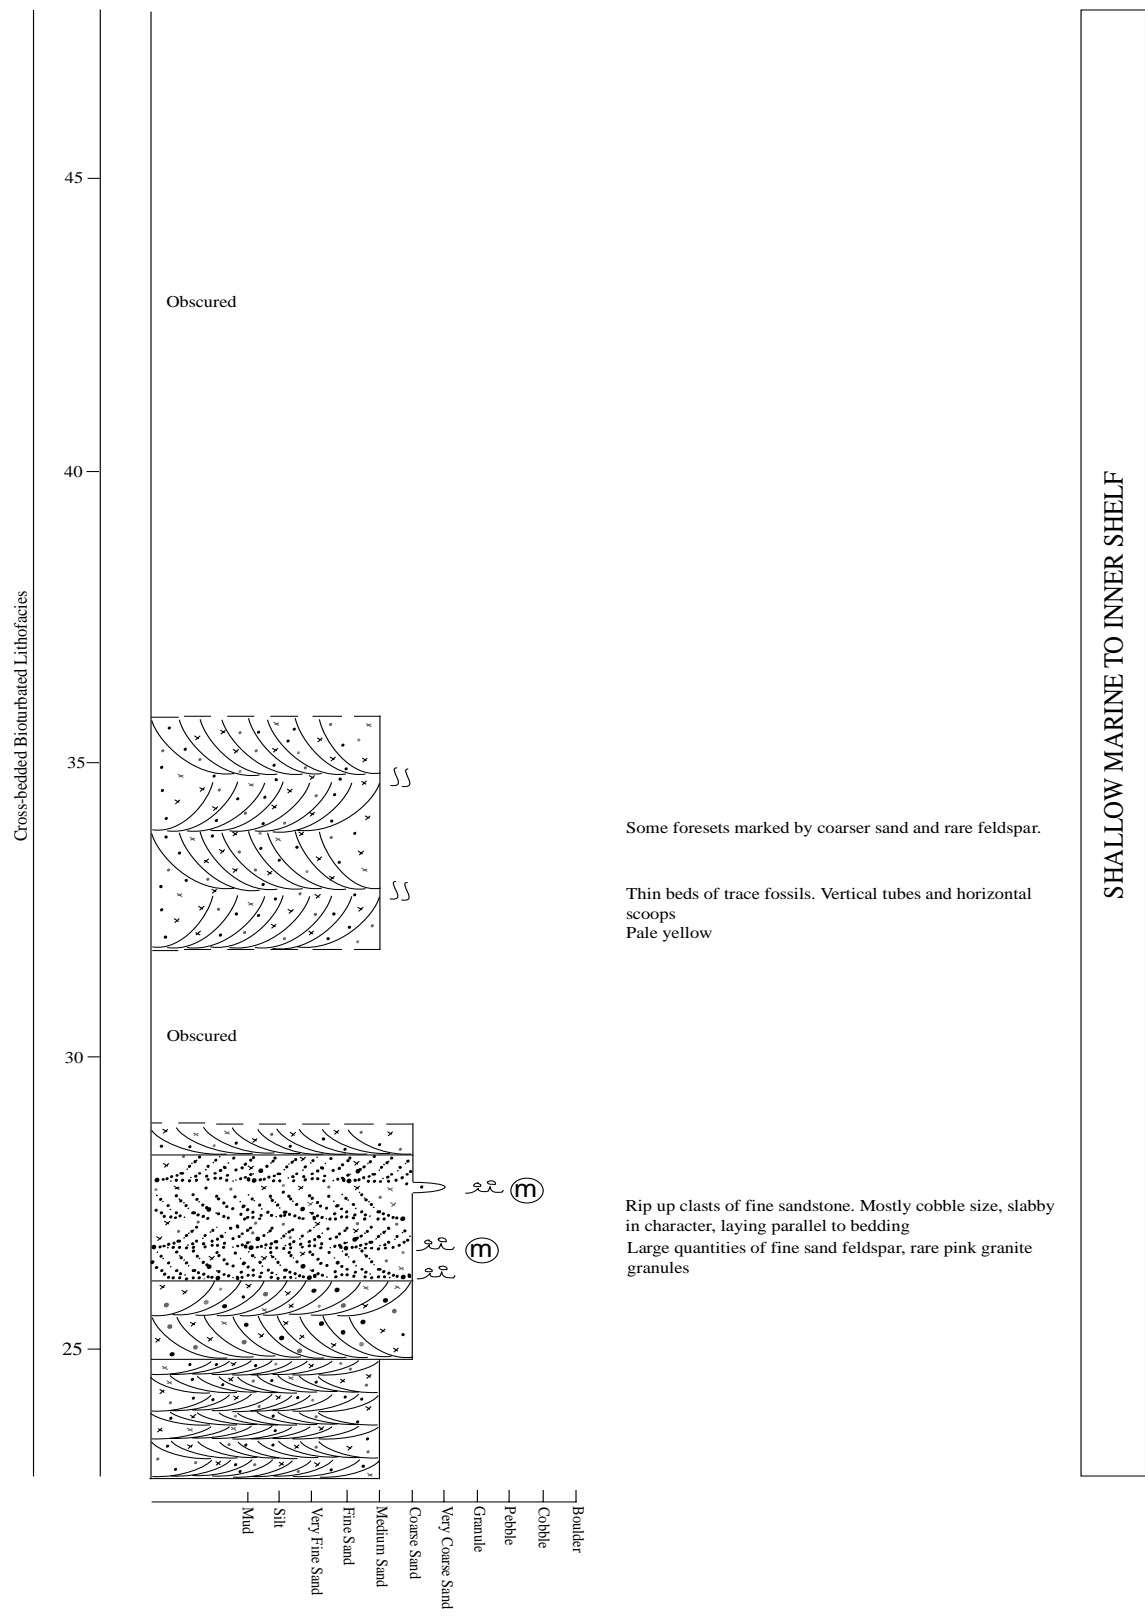 45
Obscured
40
Cross-bedded Bioturbated Lithofacies
SHALLOW MARINE TO INNER SHELF
35
Some foresets marked by coarser sand and rare feldspar.
Thin beds of trace fossils. Vertical tubes and horizontal
scoops
Pale yellow
Obscured
30
m
Rip up clasts of fine sandstone. Mostly cobble size, slabby
in character, laying parallel to bedding
m
Large quantities of fine sand feldspar, rare pink granite
granules
25
Mud
Silt
Very Fine Sand
Fine Sand
Medium Sand
Coarse Sand
Very Coarse Sand
Granule
Pebble
Cobble
Boulder